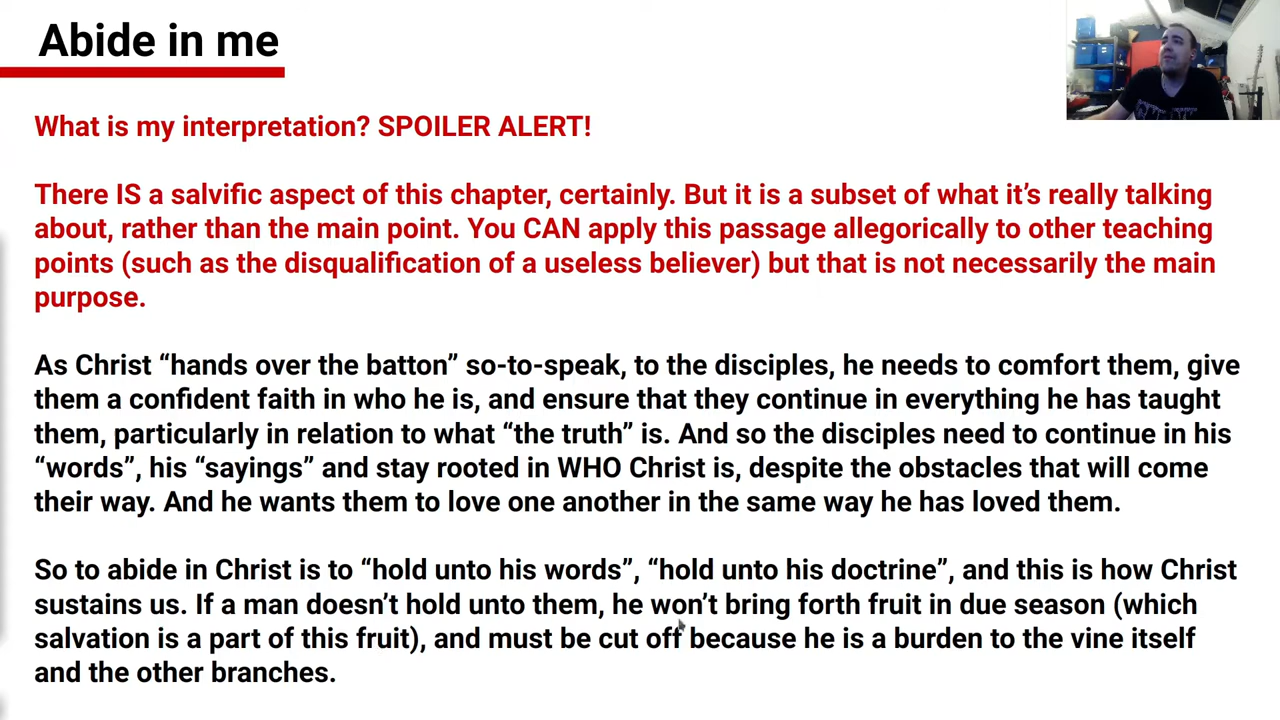 Abide in me
What is my interpretation? SPOILER ALERT!
There IS a salvific aspect of this chapter, certainly. But it is a subset of what it’s really talking
about, rather than the main point. You CAN apply this passage allegorically to other teaching
points (such as the disqualification of a useless believer) but that is not necessarily the main
purpose.
As Christ “hands over the batton” so-to-speak, to the disciples, he needs to comfort them, give
them a confident faith in who he is, and ensure that they continue in everything he has taught
them, particularly in relation to what “the truth” is. And so the disciples need to continue in his
“words”, his “sayings” and stay rooted in WHO Christ is, despite the obstacles that will come
their way. And he wants them to love one another in the same way he has loved them.
So to abide in Christ is to “hold unto his words”, “hold unto his doctrine”, and this is how Christ
sustains us. If a man doesn’t hold unto them, he won’t bring forth fruit in due season (which
salvation is a part of this fruit), and must be cut off because he is a burden to the vine itself
and the other branches.